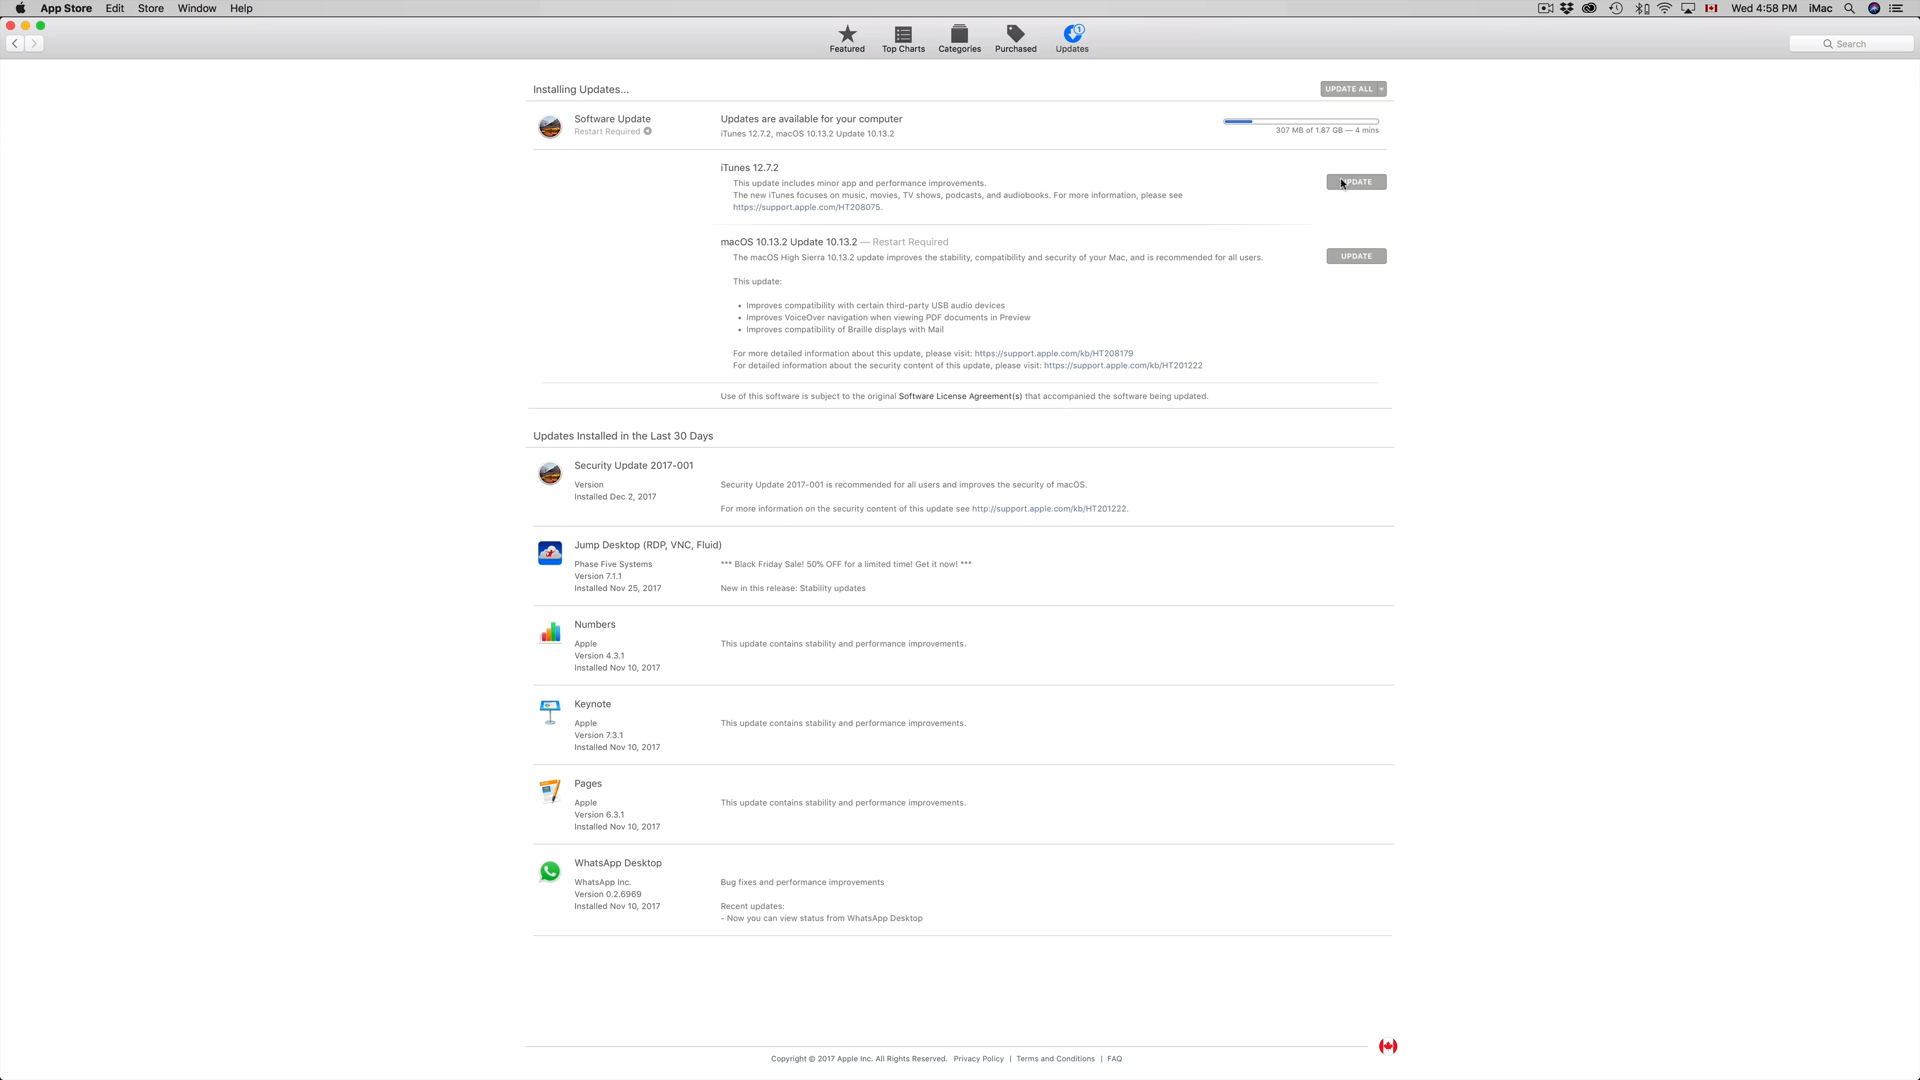 App Store Edit Store Window Help
Wed 4:58 PM iMac
Featured Top Charts Categories Purchased Updates
1
Search
Installing Updates...
UPDATE ALL
Software Update
Restart Required
Updates are available for your computer
iTunes 12.7.2, macOS 10.13.2 Update 10.13.2
307 MB of 1.87 GB — 4 mins
iTunes 12.7.2
UPDATE
This update includes minor app and performance improvements.
The new iTunes focuses on music, movies, TV shows, podcasts, and audiobooks. For more information, please see
https://support.apple.com/HT208075.
macOS 10.13.2 Update 10.13.2 — Restart Required
UPDATE
The macOS High Sierra 10.13.2 update improves the stability, compatibility and security of your Mac, and is recommended for all users.
This update:
• Improves compatibility with certain third-party USB audio devices
• Improves VoiceOver navigation when viewing PDF documents in Preview
• Improves compatibility of Braille displays with Mail
For more detailed information about this update, please visit: https://support.apple.com/kb/HT208179
For detailed information about the security content of this update, please visit: https://support.apple.com/kb/HT201222
Use of this software is subject to the original Software License Agreement(s) that accompanied the software being updated.
Updates Installed in the Last 30 Days
Security Update 2017-001
Version
Installed Dec 2, 2017
Security Update 2017-001 is recommended for all users and improves the security of macOS.
For more information on the security content of this update see http://support.apple.com/kb/HT201222.
Jump Desktop (RDP, VNC, Fluid)
Phase Five Systems
Version 7.1.1
Installed Nov 25, 2017
*** Black Friday Sale! 50% OFF for a limited time! Get it now! ***
New in this release: Stability updates
Numbers
Apple
Version 4.3.1
Installed Nov 10, 2017
This update contains stability and performance improvements.
Keynote
Apple
Version 7.3.1
Installed Nov 10, 2017
This update contains stability and performance improvements.
Pages
Apple
Version 6.3.1
Installed Nov 10, 2017
This update contains stability and performance improvements.
WhatsApp Desktop
WhatsApp Inc.
Version 0.2.6969
Installed Nov 10, 2017
Bug fixes and performance improvements
Recent updates:
- Now you can view status from WhatsApp Desktop
Copyright © 2017 Apple Inc. All Rights Reserved. Privacy Policy | Terms and Conditions | FAQ